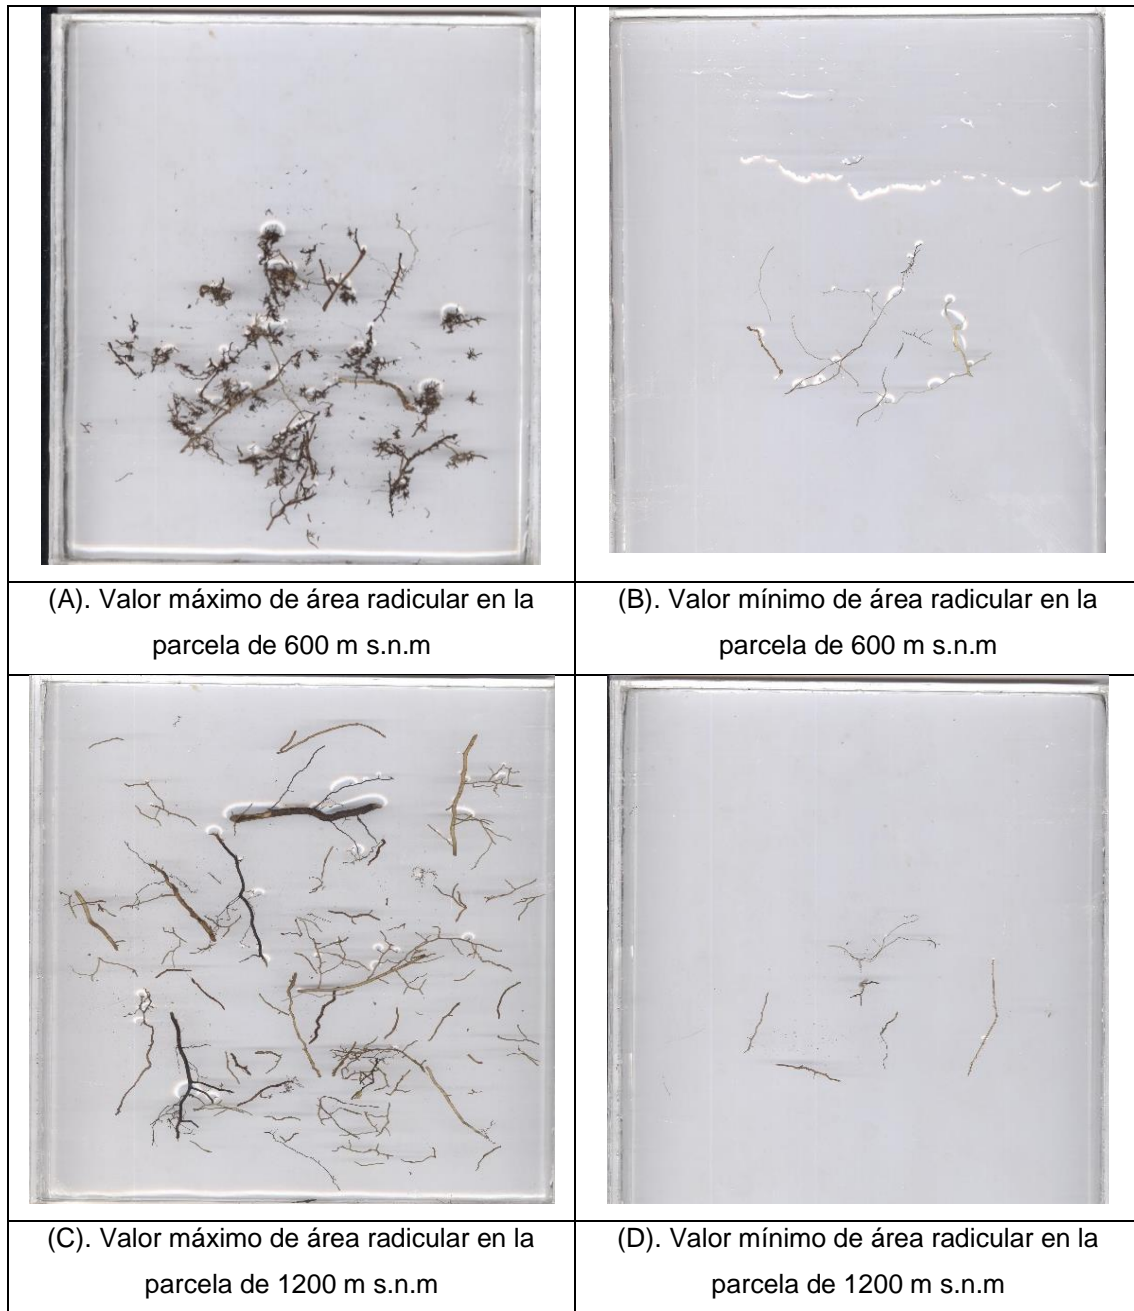 (A). Valor máximo de área radicular en la
parcela de 600 m s.n.m
(B). Valor mínimo de área radicular en la
parcela de 600 m s.n.m
(C). Valor máximo de área radicular en la
parcela de 1200 m s.n.m
(D). Valor mínimo de área radicular en la
parcela de 1200 m s.n.m